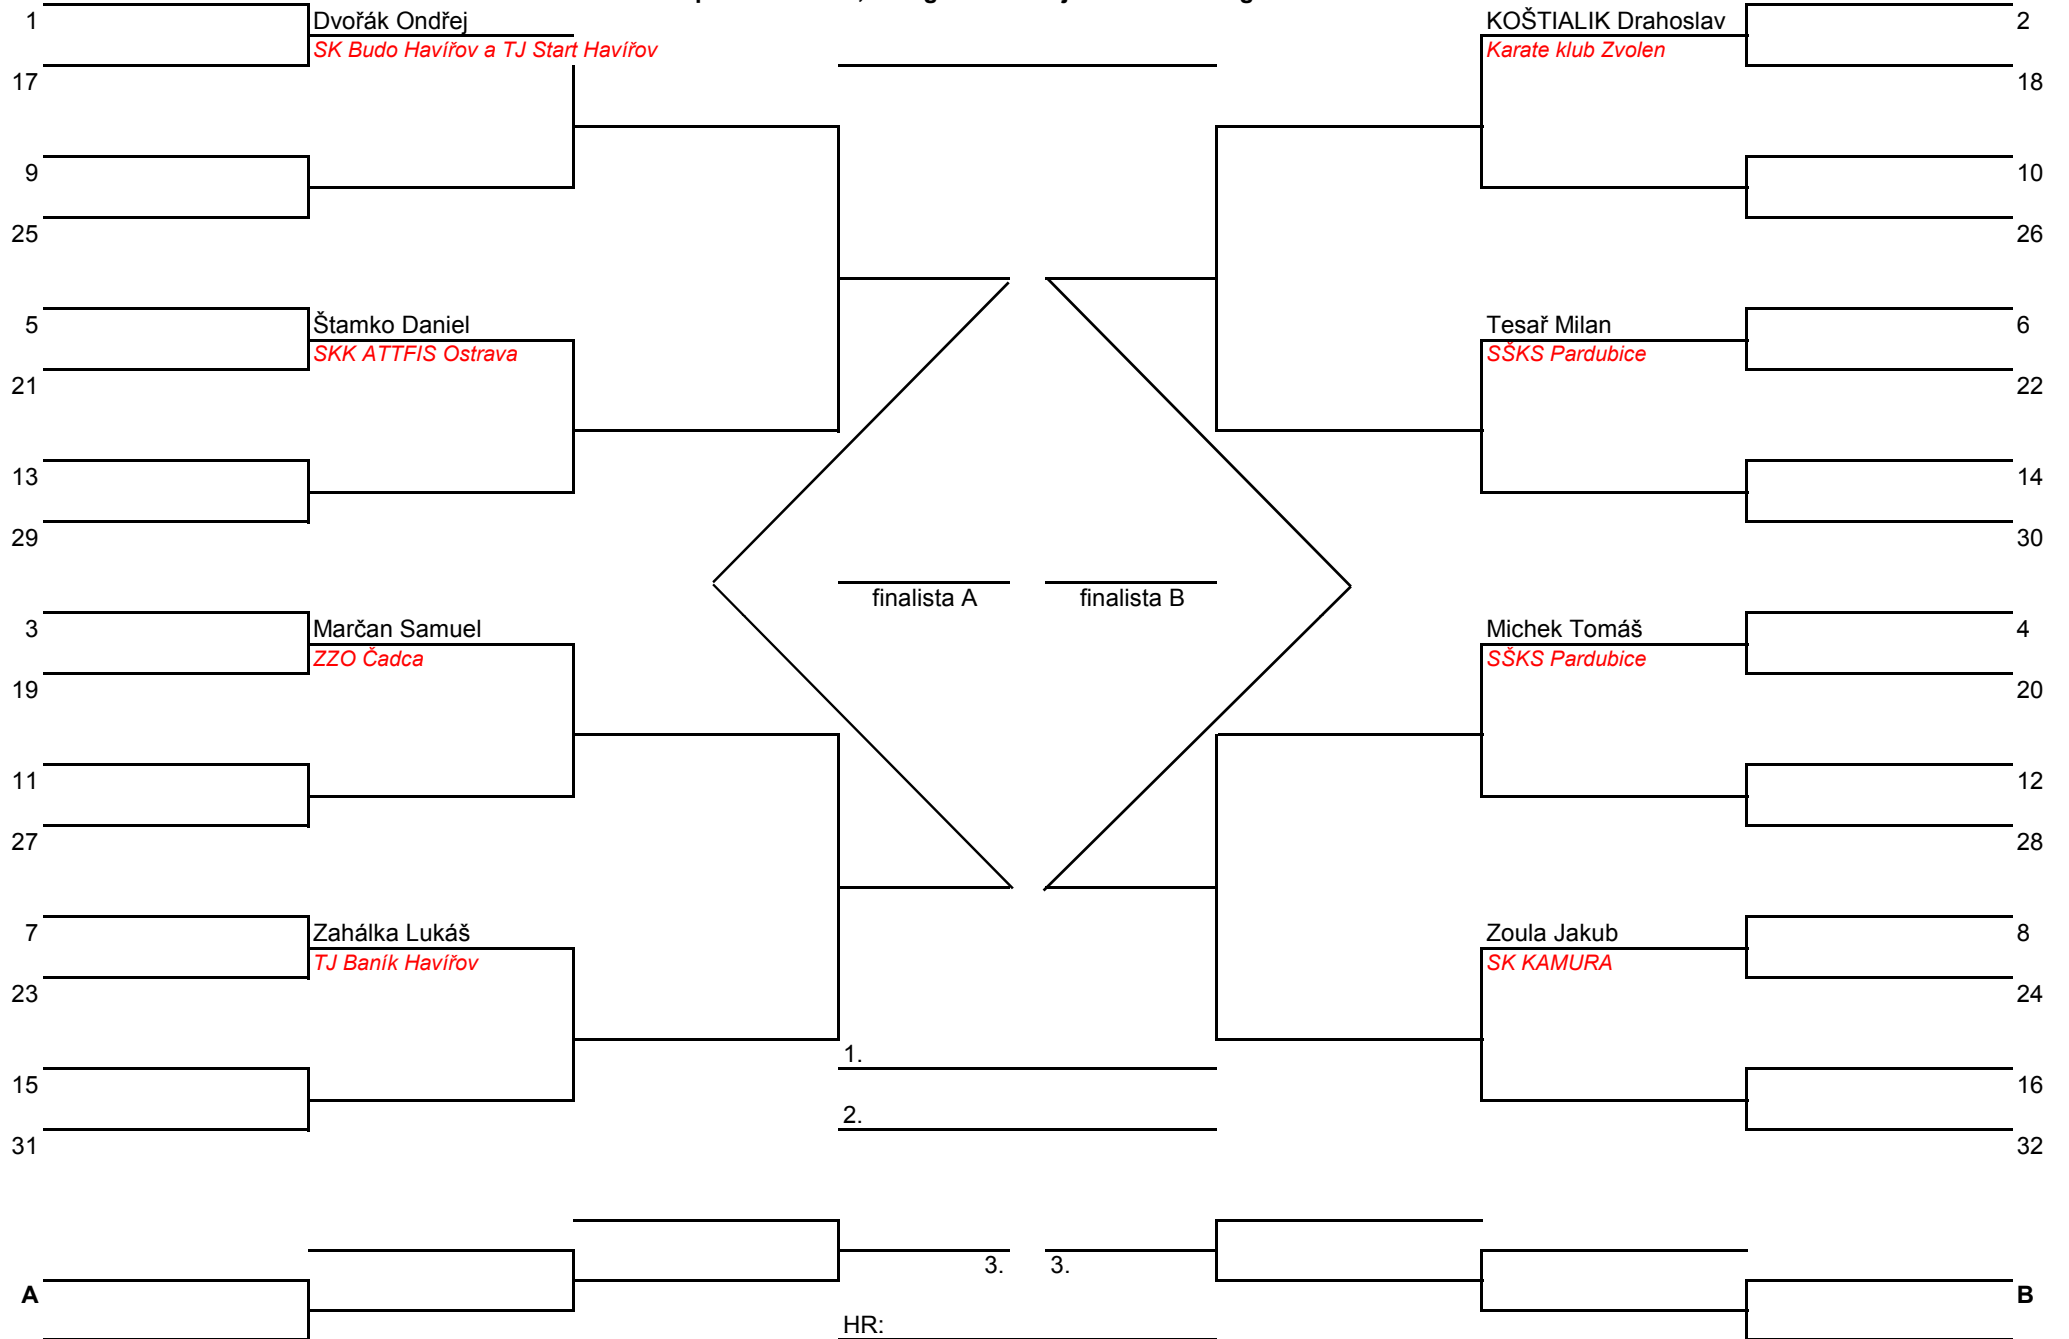 1 Dvořák Ondřej KOŠTIALIK Drahoslav 2
SK Budo Havířov a TJ Start Havířov Karate klub Zvolen
17 18
9 10
25 26
5 Štamko Daniel Tesař Milan 6
SKK ATTFIS Ostrava SŠKS Pardubice
21 22
13 14
29 30
finalista A finalista B
3 Marčan Samuel Michek Tomáš 4
ZZO Čadca SŠKS Pardubice
19 20
11 12
27 28
7 Zahálka Lukáš Zoula Jakub 8
TJ Baník Havířov SK KAMURA
23 24
1.
15 16
2.
31 32
3. 3.
A B
HR: